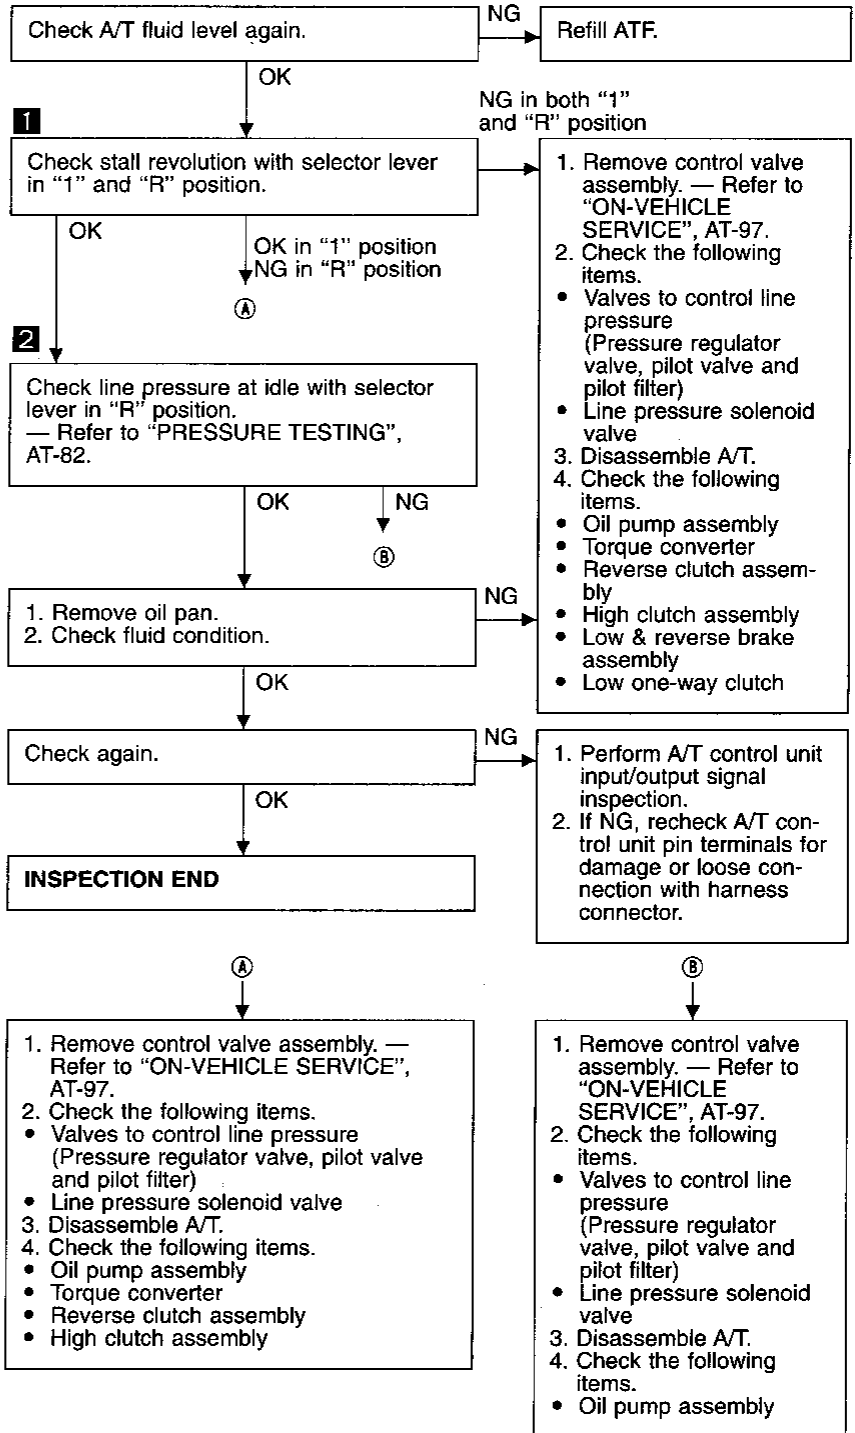 Check A/T fluid level again.
NG
Refill ATF.
OK
1
Check stall revolution with selector lever
in "1" and "R" position.
NG in both "1"
and "R" position
1. Remove control valve
assembly. — Refer to
"ON-VEHICLE
SERVICE", AT-97.
2. Check the following
items.
• Valves to control line
pressure
(Pressure regulator
valve, pilot valve and
pilot filter)
• Line pressure solenoid
valve
3. Disassemble A/T.
4. Check the following
items.
• Oil pump assembly
• Torque converter
• Reverse clutch assem-
bly
• High clutch assembly
• Low & reverse brake
assembly
• Low one-way clutch
OK
OK in "1" position
NG in "R" position
Ⓐ
2
Check line pressure at idle with selector
lever in "R" position.
— Refer to "PRESSURE TESTING",
AT-82.
OK
NG
Ⓑ
1. Remove oil pan.
2. Check fluid condition.
NG
OK
Check again.
NG
1. Perform A/T control unit
input/output signal
inspection.
2. If NG, recheck A/T con-
trol unit pin terminals for
damage or loose con-
nection with harness
connector.
OK
INSPECTION END
Ⓐ
1. Remove control valve assembly. —
Refer to "ON-VEHICLE SERVICE",
AT-97.
2. Check the following items.
• Valves to control line pressure
(Pressure regulator valve, pilot valve
and pilot filter)
• Line pressure solenoid valve
3. Disassemble A/T.
4. Check the following items.
• Oil pump assembly
• Torque converter
• Reverse clutch assembly
• High clutch assembly
Ⓑ
1. Remove control valve
assembly. — Refer to
"ON-VEHICLE
SERVICE", AT-97.
2. Check the following
items.
• Valves to control line
pressure
(Pressure regulator
valve, pilot valve and
pilot filter)
• Line pressure solenoid
valve
3. Disassemble A/T.
4. Check the following
items.
• Oil pump assembly